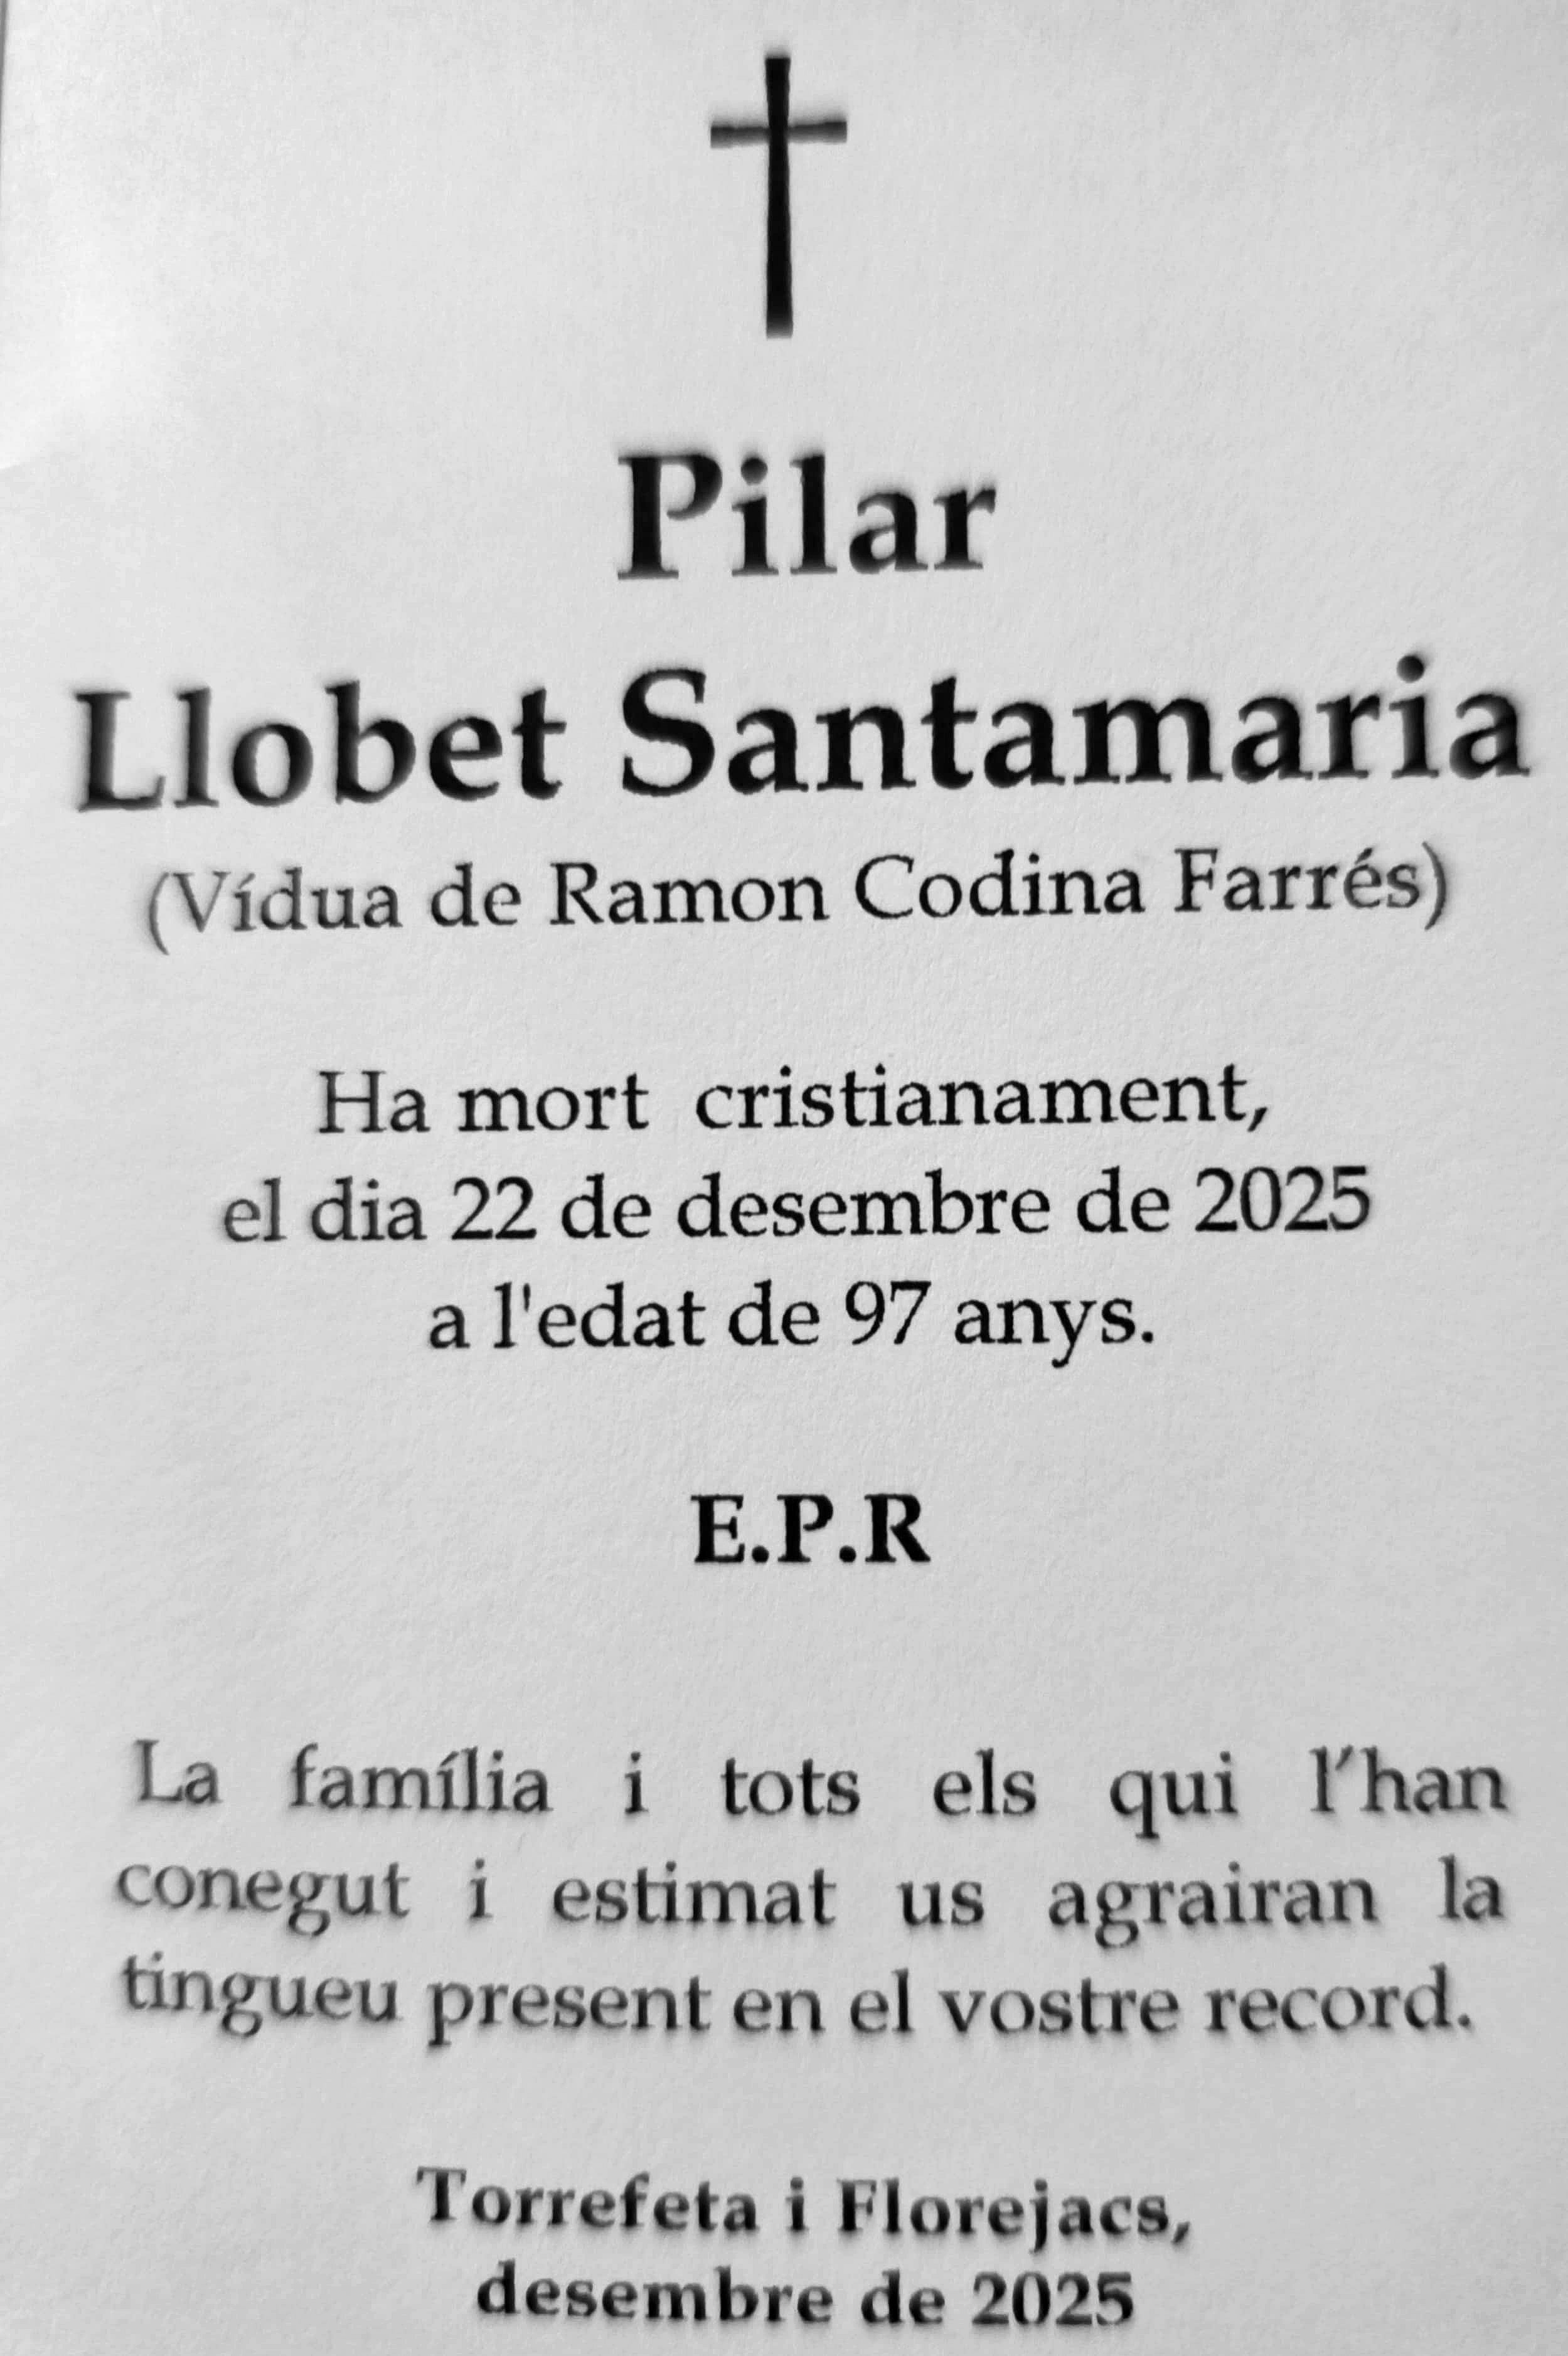 Pilar
Llobet Santamaria
(Vídua de Ramon Codina Farrés)
Ha mort cristianament,
el dia 22 de desembre de 2025
a l'edat de 97 anys.
E.P.R
La família i tots els qui l’han
conegut i estimat us agrairan la
tingueu present en el vostre record.
Torrefeta i Florejacs,
desembre de 2025